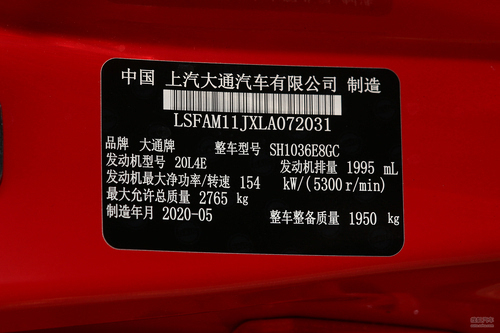 中国 上汽大通汽车有限公司 制造
LSFAM11JXLA072031
品牌 大通牌 整车型号 SH1036E8GC
发动机型号 20L4E 发动机排量 1995 mL
发动机最大净功率/转速 154 kW/(5300 r/min)
最大允许总质量 2765 kg
制造年月 2020-05 整车整备质量 1950 kg